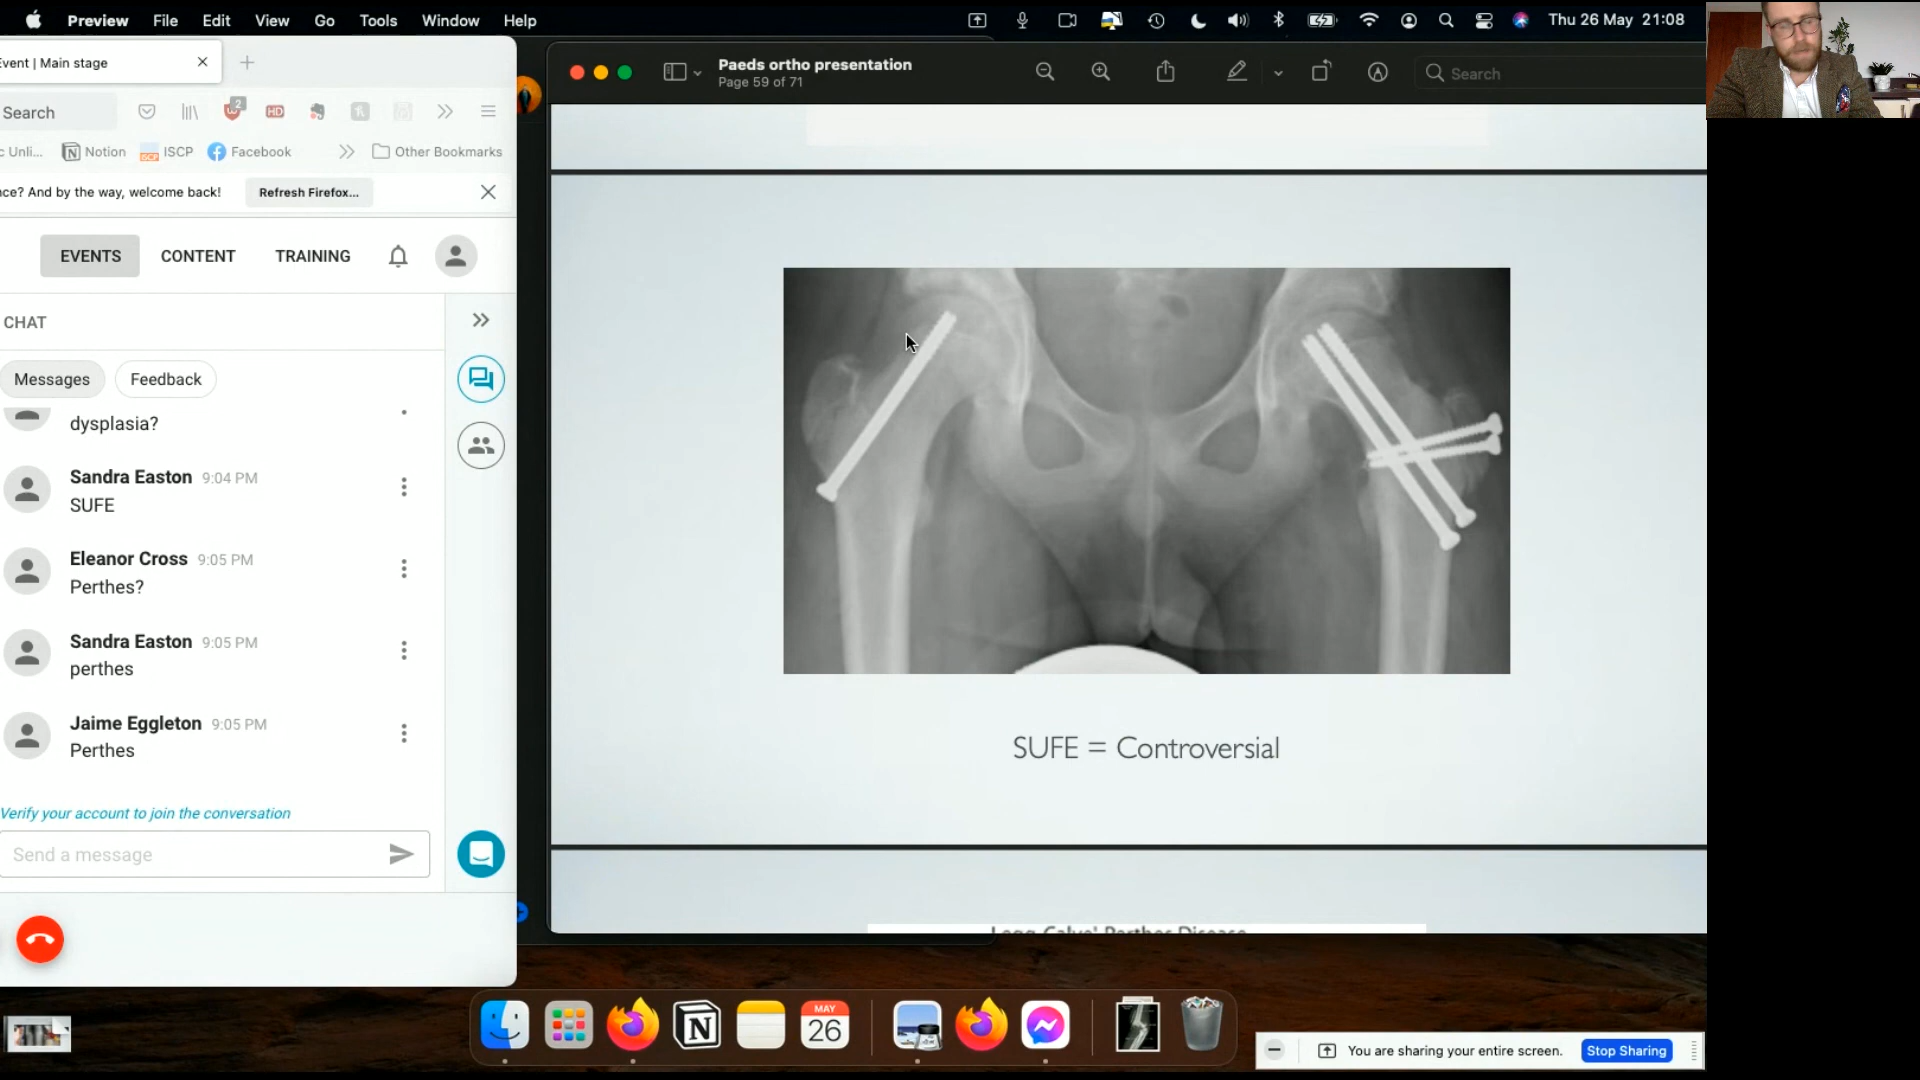 Preview File Edit View Go Tools Window Help
Thu 26 May 21:08
Event | Main stage
Search
2
HD
Unli...
Notion
ISCP
Facebook
Other Bookmarks
And by the way, welcome back!
Refresh Firefox...
EVENTS CONTENT TRAINING
CHAT
Messages Feedback
dysplasia?
Sandra Easton 9:04 PM
SUFE
Eleanor Cross 9:05 PM
Perthes?
Sandra Easton 9:05 PM
perthes
Jaime Eggleton 9:05 PM
Perthes
Verify your account to join the conversation
Send a message
Paeds ortho presentation
Page 59 of 71
Search
SUFE = Controversial
MAY
26
You are sharing your entire screen.
Stop Sharing